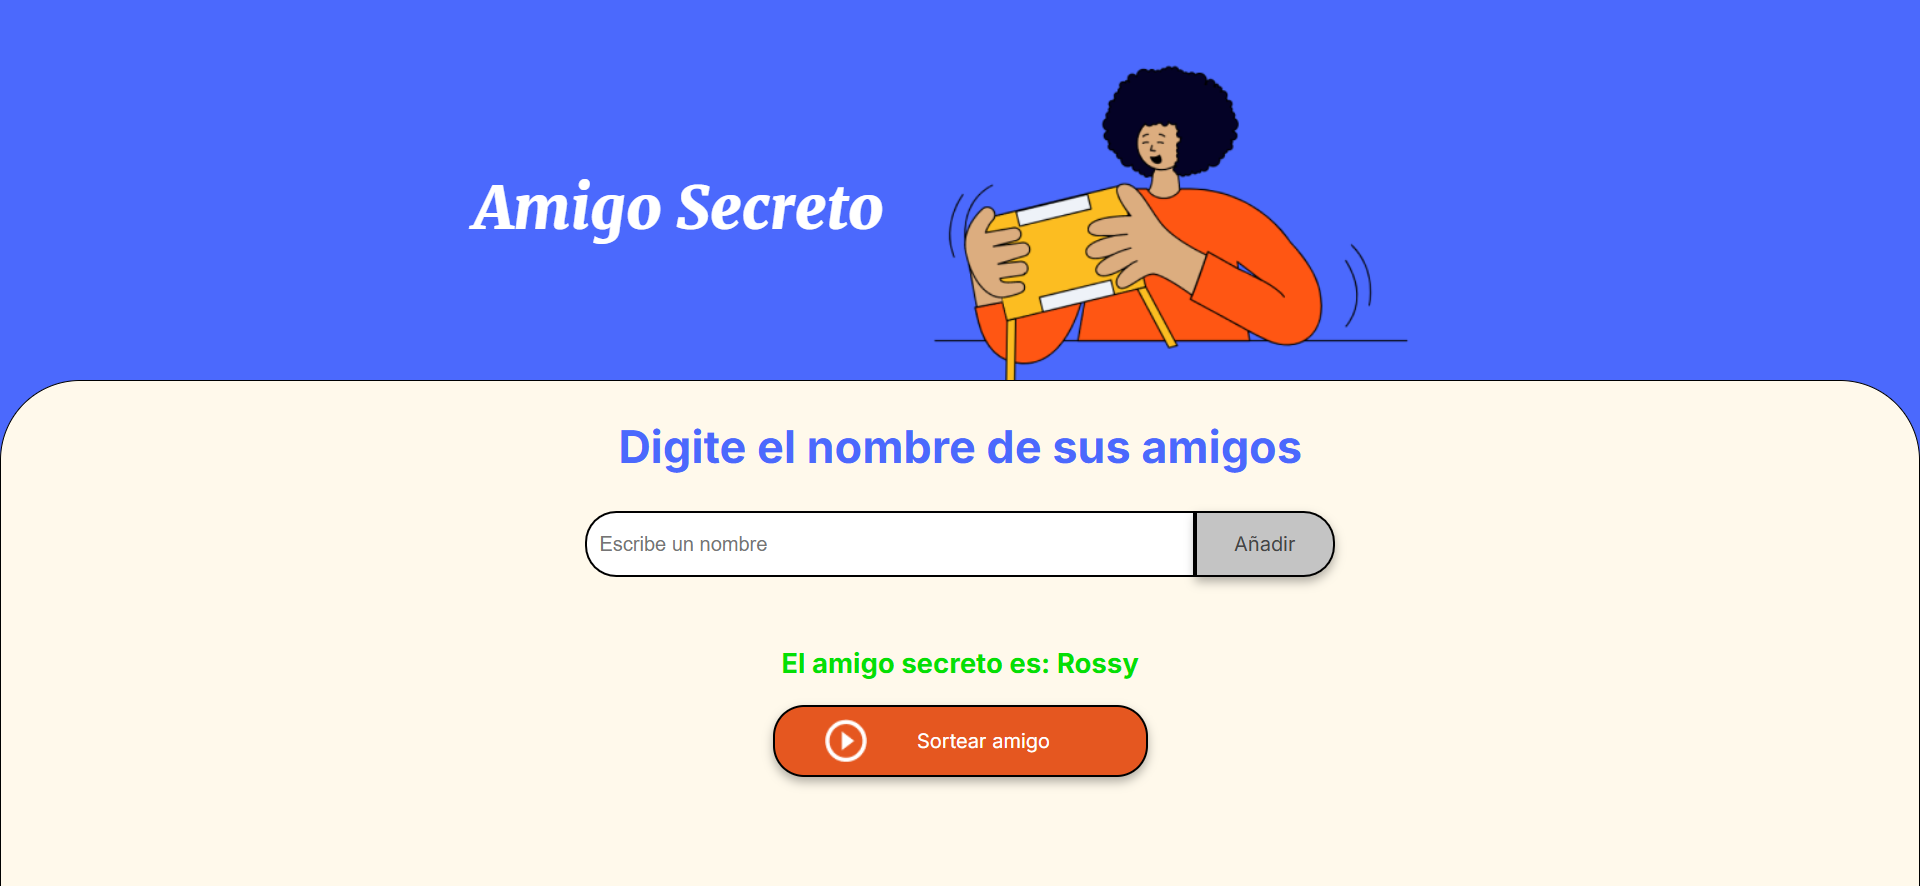 Amigo Secreto
Digite el nombre de sus amigos
Escribe un nombre
Añadir
El amigo secreto es: Rossy
Sortear amigo